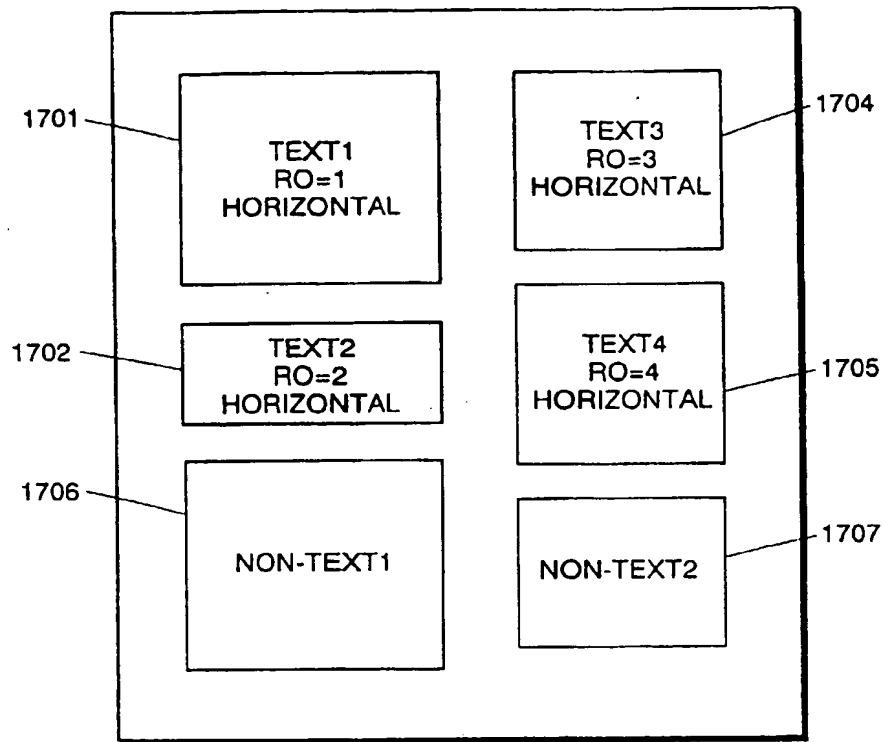 1701
TEXT1
RO=1
HORIZONTAL
1702
TEXT2
RO=2
HORIZONTAL
1706
NON-TEXT1
1704
TEXT3
RO=3
HORIZONTAL
1705
TEXT4
RO=4
HORIZONTAL
1707
NON-TEXT2